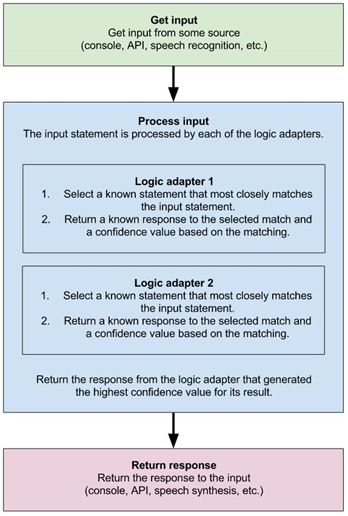 Get input
Get input from some source
(console, API, speech recognition, etc.)
Process input
The input statement is processed by each of the logic adapters.
Logic adapter 1
1. Select a known statement that most closely matches
the input statement.
2. Return a known response to the selected match and
a confidence value based on the matching.
Logic adapter 2
1. Select a known statement that most closely matches
the input statement.
2. Return a known response to the selected match and
a confidence value based on the matching.
Return the response from the logic adapter that generated
the highest confidence value for its result.
Return response
Return the response to the input
(console, API, speech synthesis, etc.)